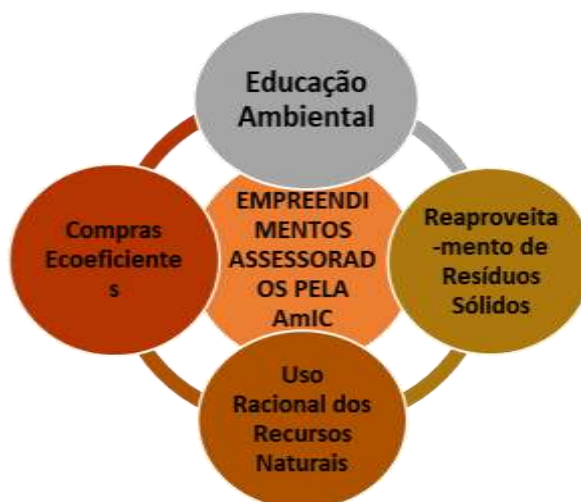 Educação
Ambiental
EMPREENDI
MENTOS
ASSESSORAD
OS PELA
AmIC
Compras
Ecoeficiente
s
Reaproveita
-mento de
Resíduos
Sólidos
Uso
Racional dos
Recursos
Naturais